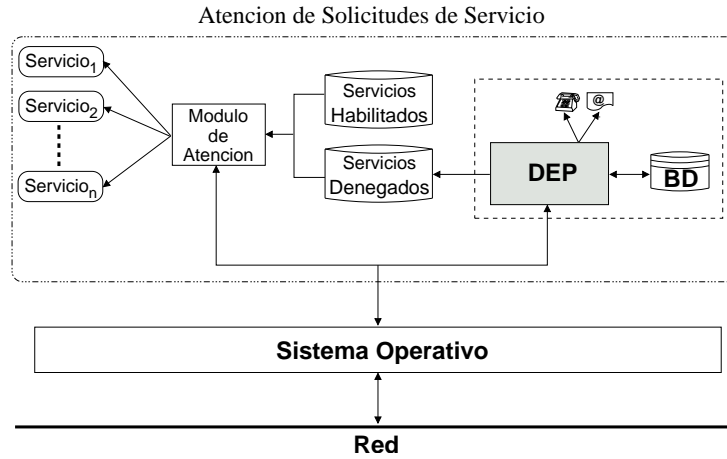 Atencion de Solicitudes de Servicio
Servicio1
Servicio2
Servicion
Modulo
de
Atencion
Servicios
Habilitados
Servicios
Denegados
@
DEP
BD
Sistema Operativo
Red